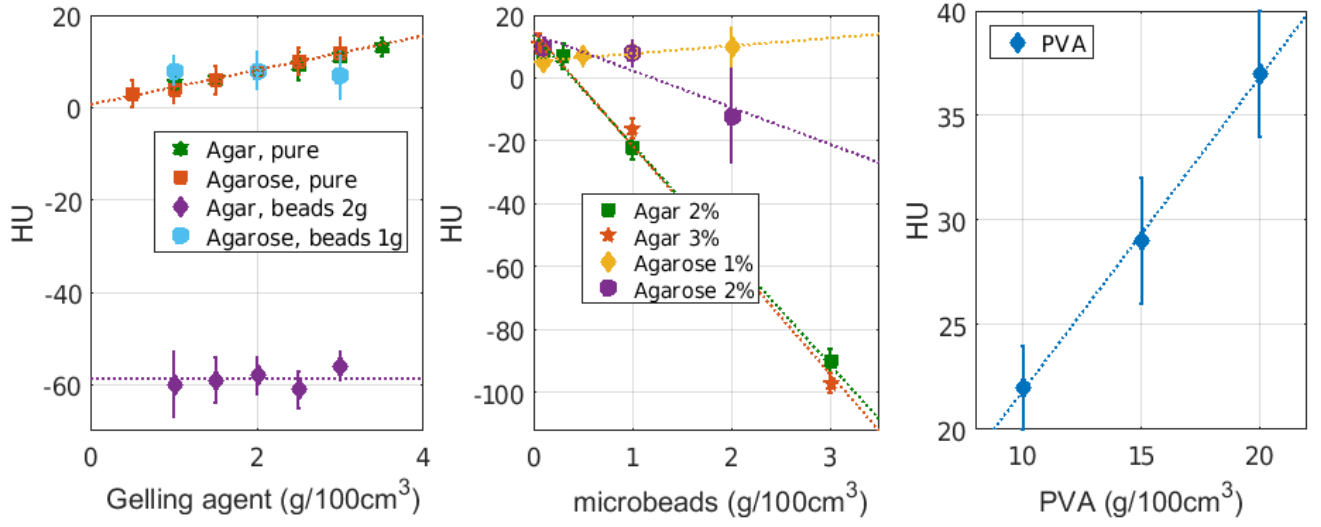 20
0
-20
-40
-60
HU
0
2
4
Gelling agent (g/100cm³)
Agar, pure
Agarose, pure
Agar, beads 2g
Agarose, beads 1g
20
0
-20
-40
-60
-80
-100
HU
0
1
2
3
microbeads (g/100cm³)
Agar 2%
Agar 3%
Agarose 1%
Agarose 2%
40
35
30
25
20
HU
10
15
20
PVA (g/100cm³)
PVA